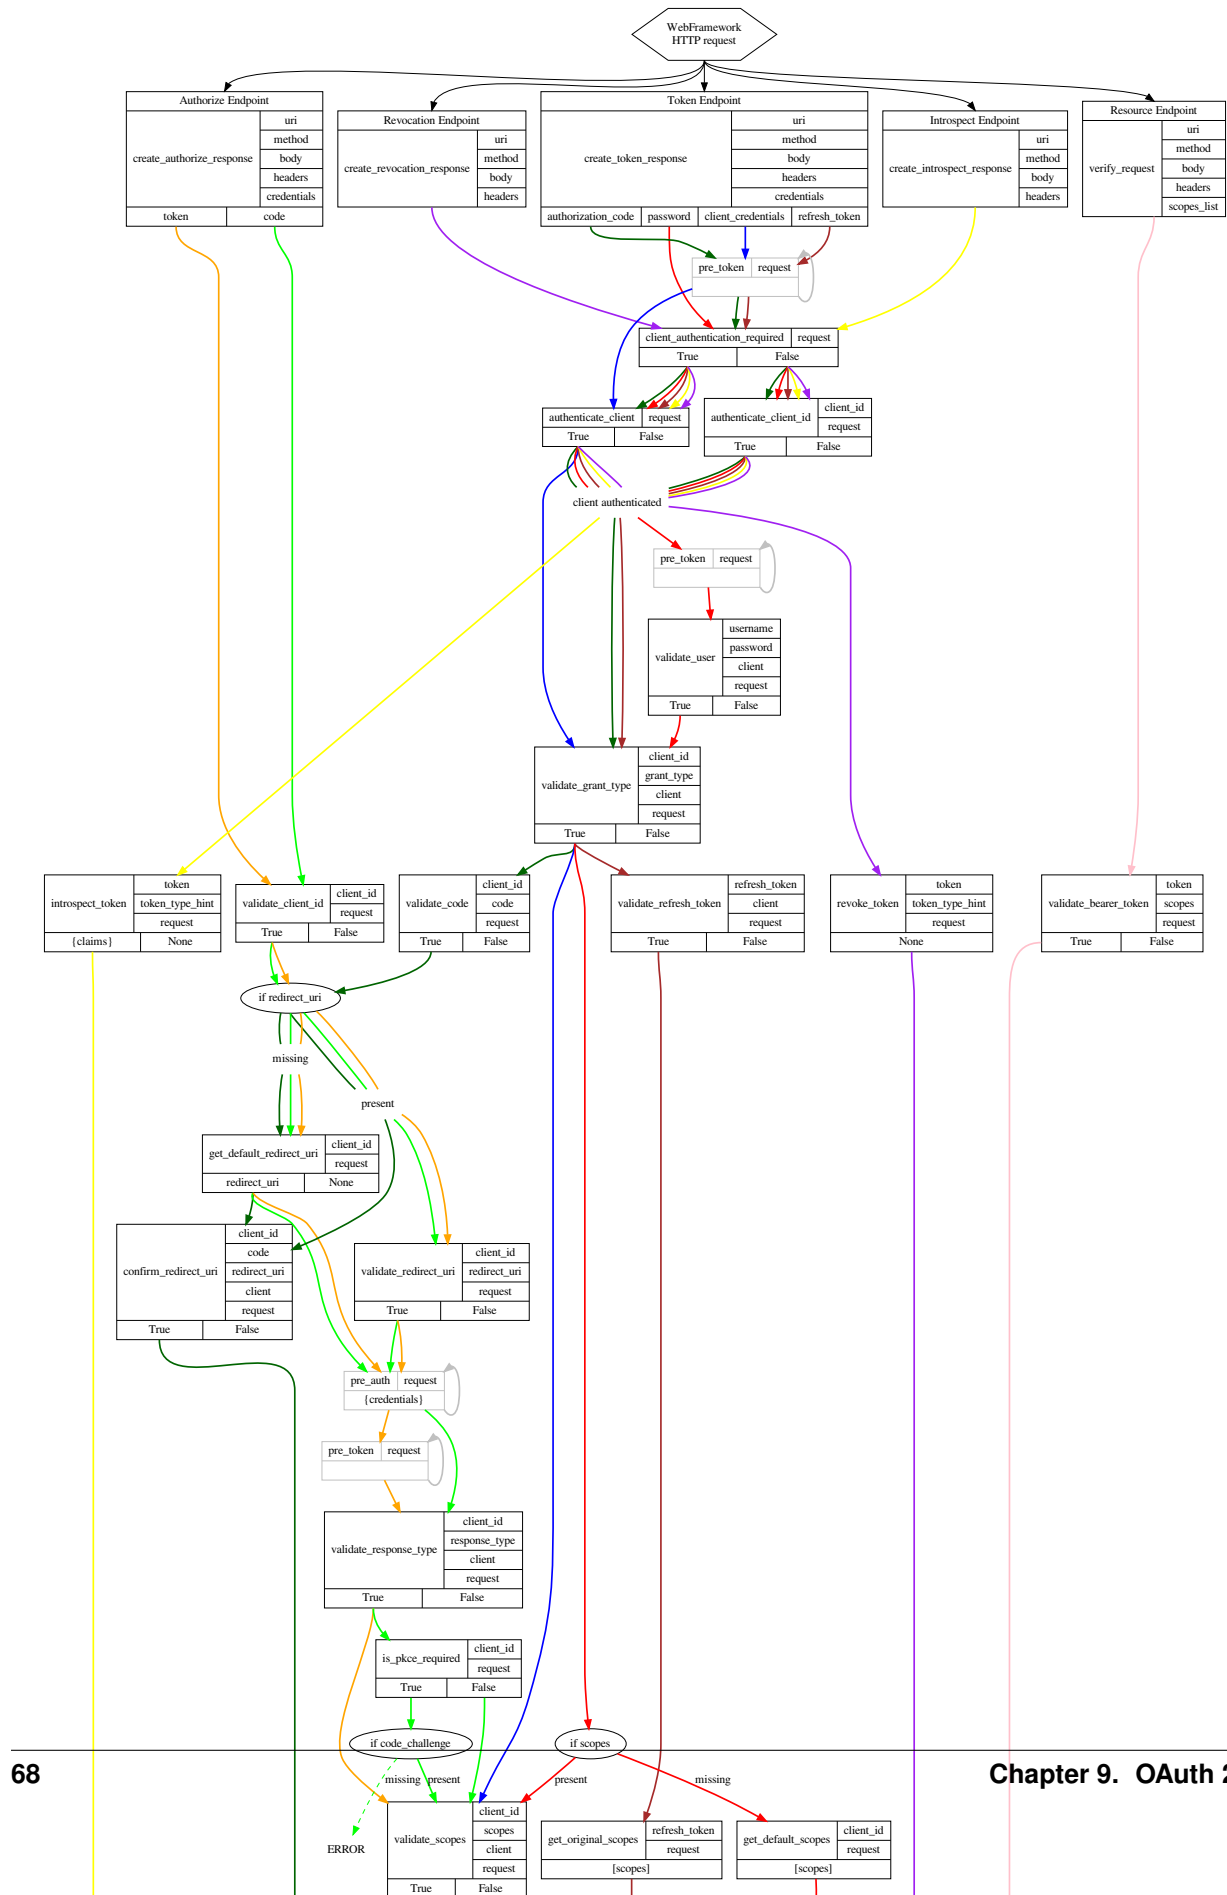 WebFramework
HTTP request
Authorize Endpoint
create_authorize_response
uri
method
body
headers
credentials
token
code
Revocation Endpoint
create_revocation_response
uri
method
body
headers
Token Endpoint
create_token_response
uri
method
body
headers
credentials
authorization_code
password
client_credentials
refresh_token
Introspect Endpoint
create_introspect_response
uri
method
body
headers
Resource Endpoint
verify_request
uri
method
body
headers
scopes_list
pre_token
request
client_authentication_required
request
True
False
authenticate_client
request
True
False
authenticate_client_id
client_id
request
True
False
client authenticated
pre_token
request
validate_user
username
password
client
request
True
False
validate_grant_type
client_id
grant_type
client
request
True
False
introspect_token
token
token_type_hint
request
{claims}
None
validate_client_id
client_id
request
True
False
validate_code
client_id
code
request
True
False
validate_refresh_token
refresh_token
client
request
True
False
revoke_token
token
token_type_hint
request
None
validate_bearer_token
token
scopes
request
True
False
if redirect_uri
missing
present
get_default_redirect_uri
client_id
request
redirect_uri
None
confirm_redirect_uri
client_id
code
redirect_uri
client
request
True
False
validate_redirect_uri
client_id
redirect_uri
request
True
False
pre_auth
request
{credentials}
pre_token
request
validate_response_type
client_id
response_type
client
request
True
False
is_pkce_required
client_id
request
True
False
if code_challenge
if scopes
68
Chapter 9. OAuth 2
missing
present
present
missing
ERROR
validate_scopes
client_id
scopes
client
request
True
False
get_original_scopes
refresh_token
request
[scopes]
get_default_scopes
client_id
request
[scopes]